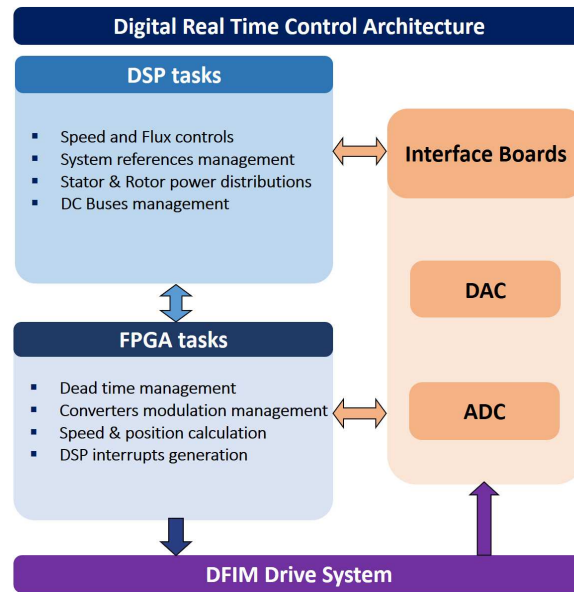 Digital Real Time Control Architecture
DSP tasks
▪ Speed and Flux controls
▪ System references management
▪ Stator & Rotor power distributions
▪ DC Buses management
Interface Boards
DAC
FPGA tasks
▪ Dead time management
▪ Converters modulation management
▪ Speed & position calculation
▪ DSP interrupts generation
ADC
DFIM Drive System